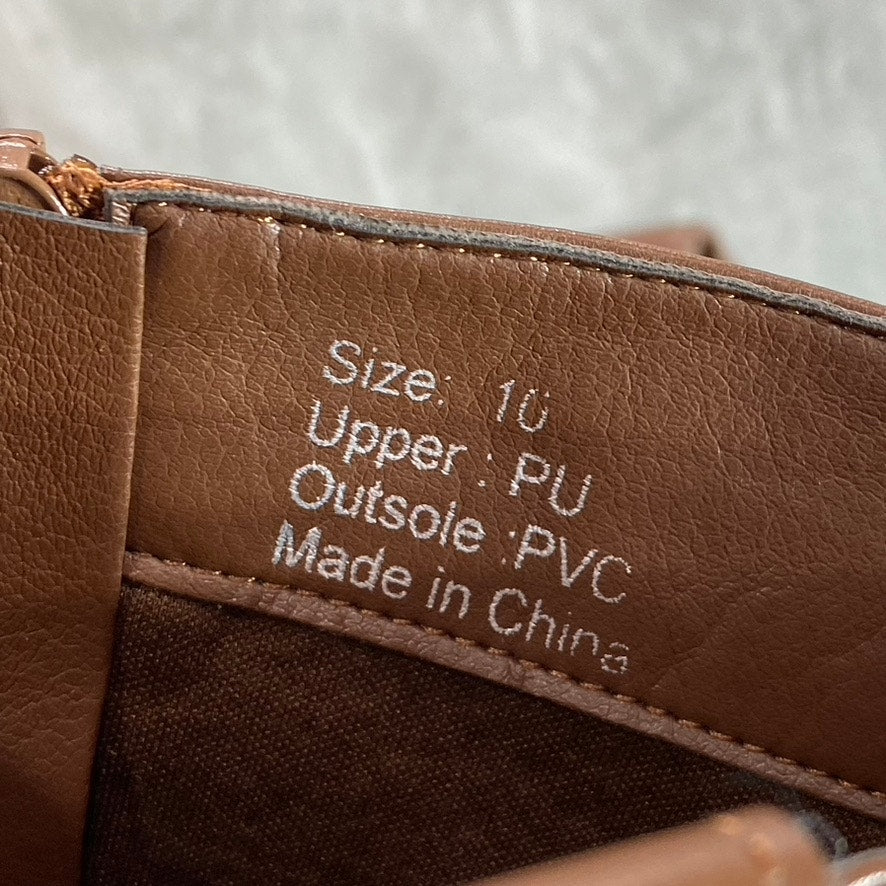 Size: 10
Upper : PU
Outsole :PVC
Made in China